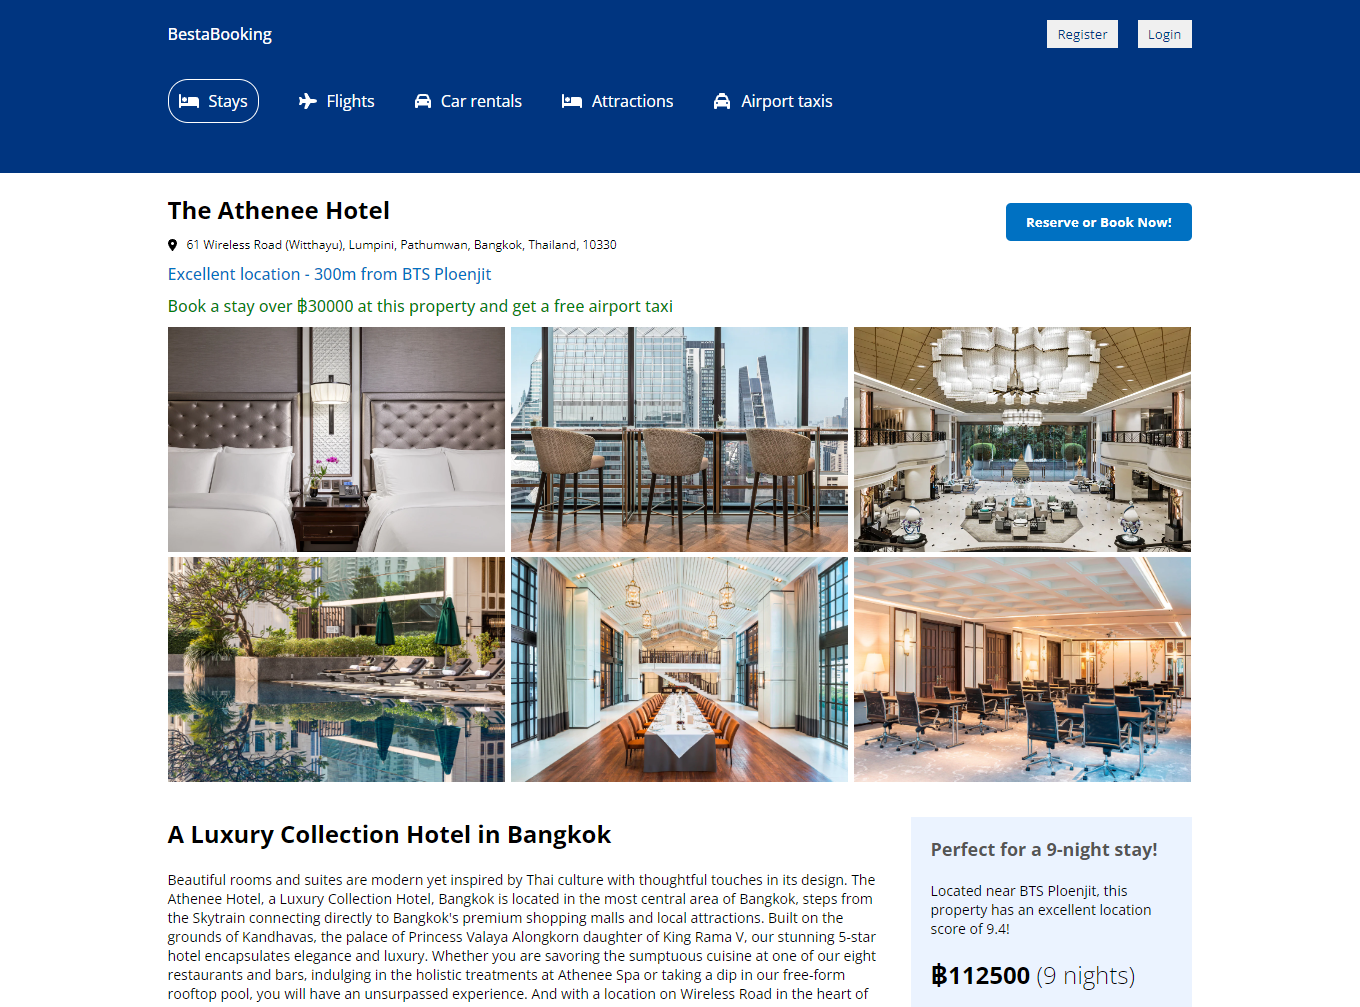 BestaBooking
Register
Login
Stays
Flights
Car rentals
Attractions
Airport taxis
The Athenee Hotel
Reserve or Book Now!
61 Wireless Road (Witthayu), Lumpini, Pathumwan, Bangkok, Thailand, 10330
Excellent location - 300m from BTS Ploenjit
Book a stay over ฿30000 at this property and get a free airport taxi
A Luxury Collection Hotel in Bangkok
Beautiful rooms and suites are modern yet inspired by Thai culture with thoughtful touches in its design. The
Athenee Hotel, a Luxury Collection Hotel, Bangkok is located in the most central area of Bangkok, steps from
the Skytrain connecting directly to Bangkok's premium shopping malls and local attractions. Built on the
grounds of Kandhavas, the palace of Princess Valaya Alongkorn daughter of King Rama V, our stunning 5-star
hotel encapsulates elegance and luxury. Whether you are savoring the sumptuous cuisine at one of our eight
restaurants and bars, indulging in the holistic treatments at Athenee Spa or taking a dip in our free-form
rooftop pool, you will have an unsurpassed experience. And with a location on Wireless Road in the heart of
Perfect for a 9-night stay!
Located near BTS Ploenjit, this
property has an excellent location
score of 9.4!
฿112500 (9 nights)